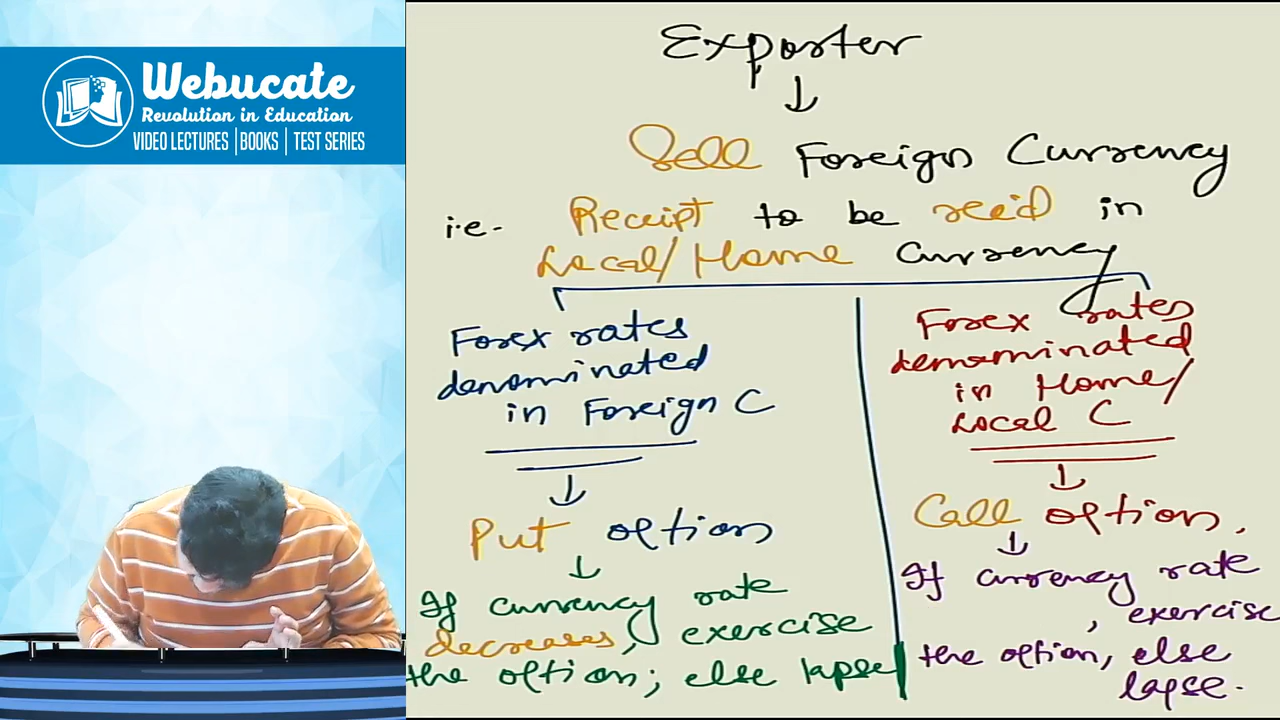 Webucate
Revolution in Education
VIDEO LECTURES | BOOKS | TEST SERIES
Exporter
↓
Sell Foreign Currency
i.e. Receipt to be recd in
Local/Home Currency
Forex rates
denominated
in Foreign C
↓
Put option
↓
If currency rate
decreases, exercise
the option; else lapse
Forex rates
denominated
in Home/
Local C
↓
Call option.
↓
If currency rate
, exercise
the option, else
lapse.